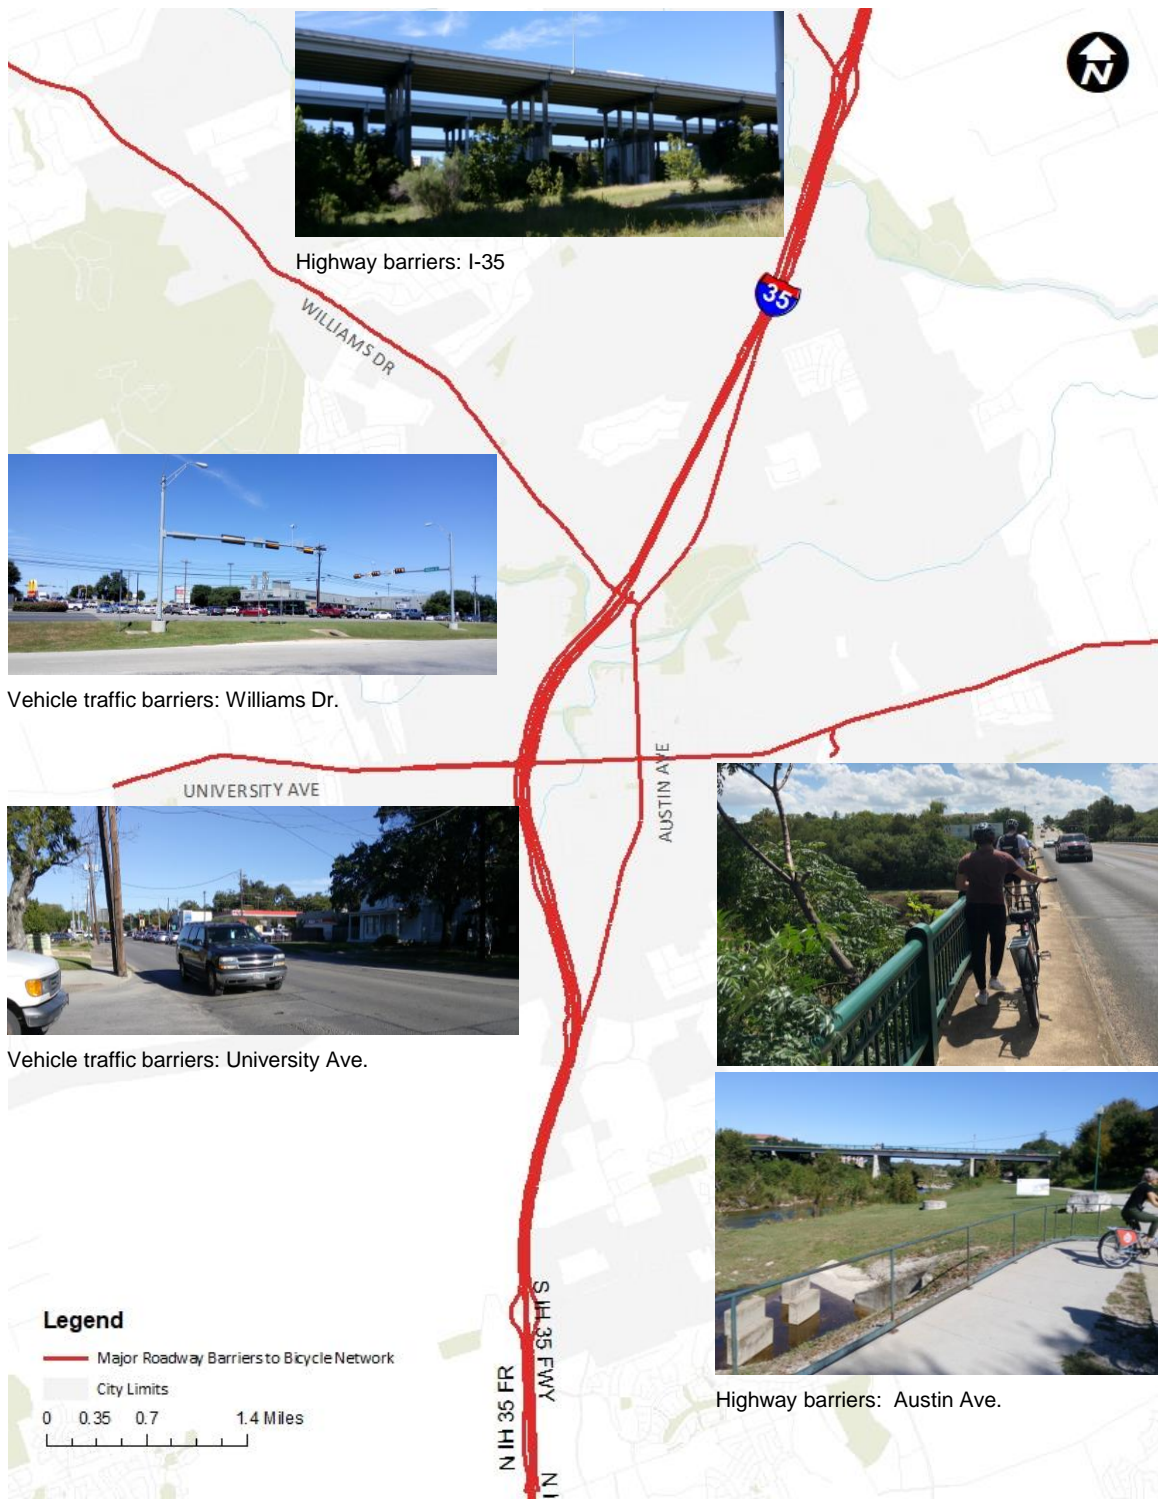 N
Highway barriers: I-35
35
WILLIAMS DR
Vehicle traffic barriers: Williams Dr.
UNIVERSITY AVE
AUSTIN AVE
Vehicle traffic barriers: University Ave.
S IH 35 FWY
N IH 35 FR
N I
Legend
Major Roadway Barriers to Bicycle Network
City Limits
0 0.35 0.7 1.4 Miles
Highway barriers: Austin Ave.